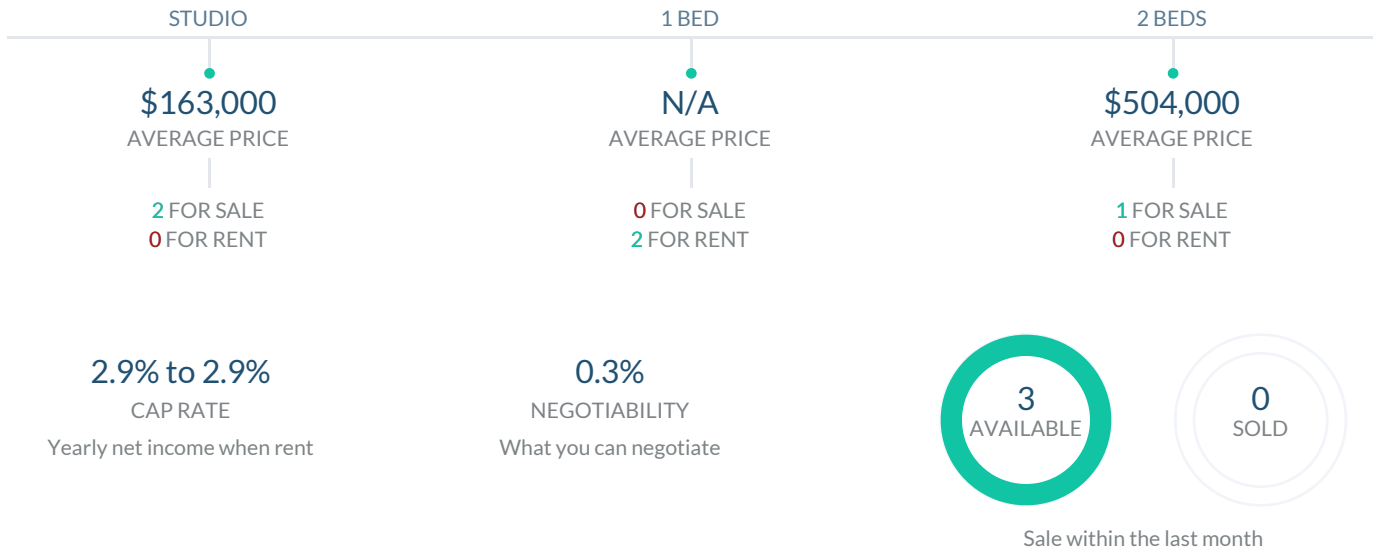 STUDIO
1 BED
2 BEDS
$163,000
AVERAGE PRICE
N/A
AVERAGE PRICE
$504,000
AVERAGE PRICE
2 FOR SALE
0 FOR RENT
0 FOR SALE
2 FOR RENT
1 FOR SALE
0 FOR RENT
2.9% to 2.9%
CAP RATE
Yearly net income when rent
0.3%
NEGOTIABILITY
What you can negotiate
3
AVAILABLE
0
SOLD
Sale within the last month